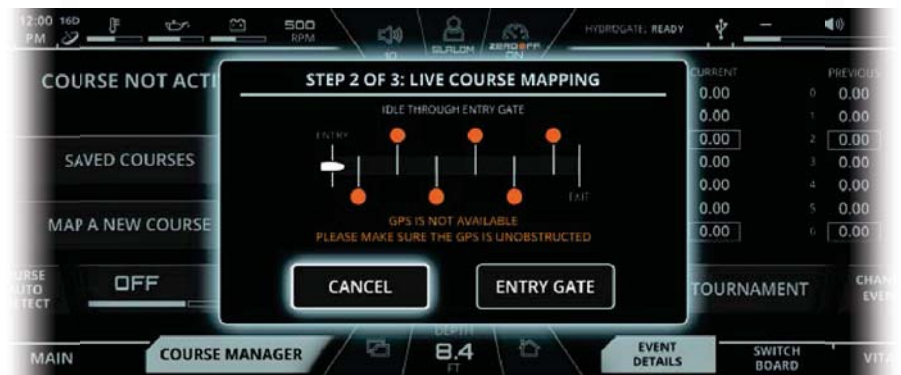 12:00 PM
16D
500
RPM
10
SLALOM
ZEROOFF
ON
HYDROGATE: READY
COURSE NOT ACTI
SAVED COURSES
MAP A NEW COURSE
OFF
STEP 2 OF 3: LIVE COURSE MAPPING
IDLE THROUGH ENTRY GATE
ENTRY
EXIT
GPS IS NOT AVAILABLE
PLEASE MAKE SURE THE GPS IS UNOBSTRUCTED
CANCEL
ENTRY GATE
CURRENT
PREVIOUS
0.00 0 0.00
0.00 1 0.00
0.00 2 0.00
0.00 3 0.00
0.00 4 0.00
0.00 5 0.00
0.00 6 0.00
TOURNAMENT
CHAN
EVEN
MAIN
COURSE MANAGER
DEPTH
8.4
FT
EVENT
DETAILS
SWITCH
BOARD
VITA